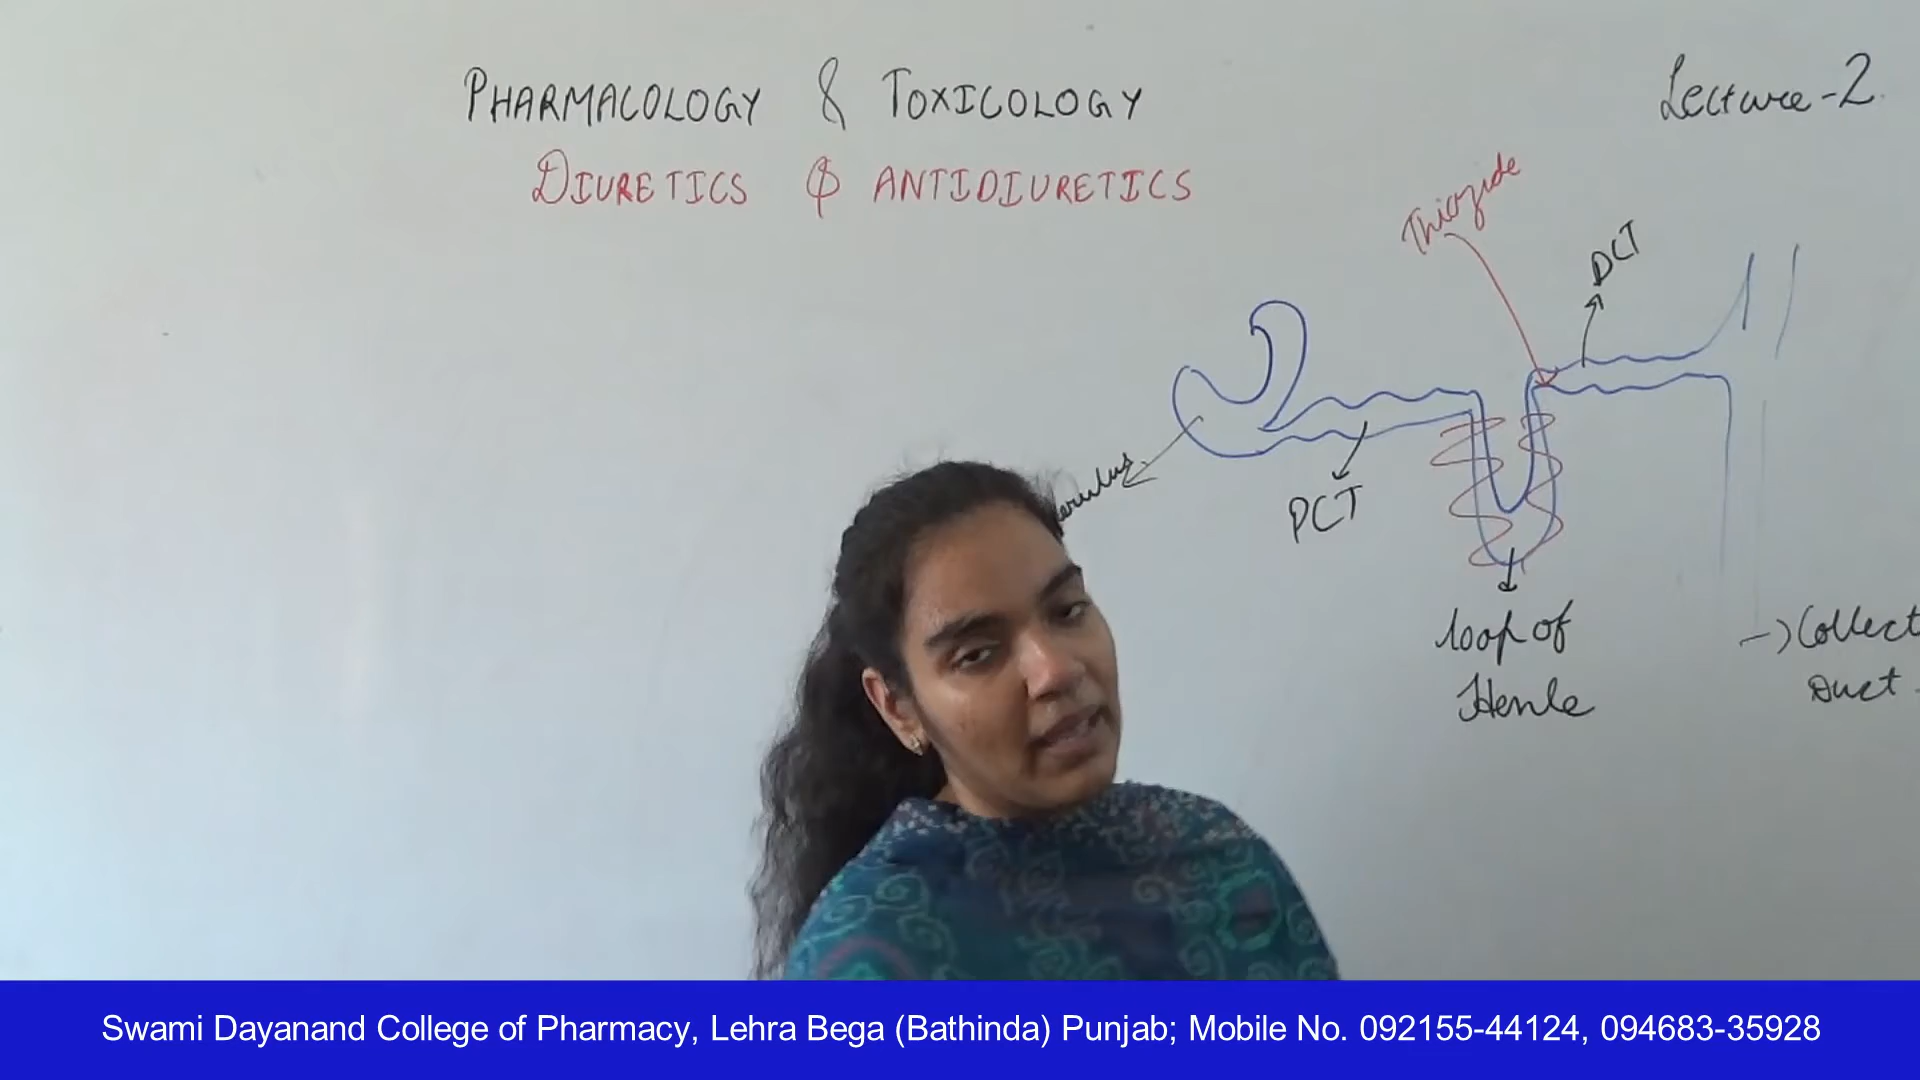 PHARMACOLOGY & TOXICOLOGY
Lecture-2.
DIURETICS & ANTIDIURETICS
Thiazide
DCT
PCT
loop of
Henle
→ Collect
Duct.
Swami Dayanand College of Pharmacy, Lehra Bega (Bathinda) Punjab; Mobile No. 092155-44124, 094683-35928